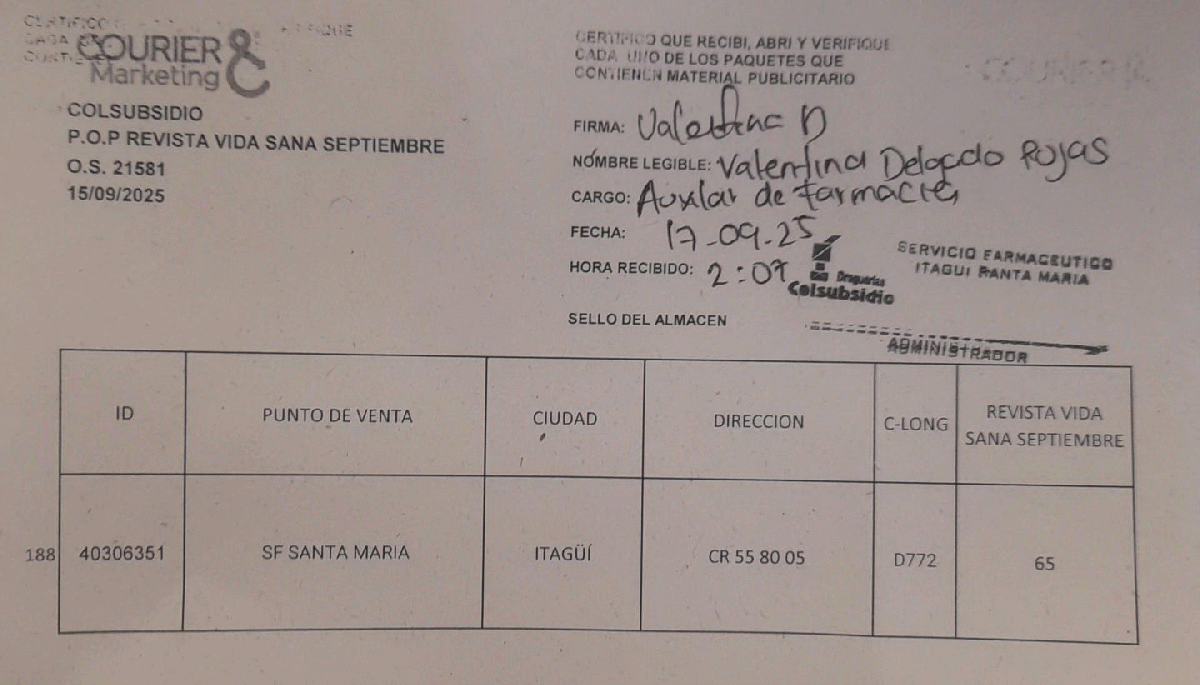 COURIER &
Marketing
COLSUBSIDIO
P.O.P REVISTA VIDA SANA SEPTIEMBRE
O.S. 21581
15/09/2025
CERTIFICO QUE RECIBI, ABRI Y VERIFIQUE
CADA UNO DE LOS PAQUETES QUE
CONTIENEN MATERIAL PUBLICITARIO
FIRMA: Valentina D
NOMBRE LEGIBLE: Valentina Delgado Rojas
CARGO: Auxilar de farmacia
FECHA: 17-09-25
HORA RECIBIDO: 2:07
Droguerías
Colsubsidio
SERVICIO FARMACEUTICO
ITAGUI SANTA MARIA
SELLO DEL ALMACEN
ADMINISTRADOR
ID PUNTO DE VENTA CIUDAD DIRECCION C-LONG REVISTA VIDA SANA SEPTIEMBRE
188 40306351 SF SANTA MARIA ITAGÜÍ CR 55 80 05 D772 65